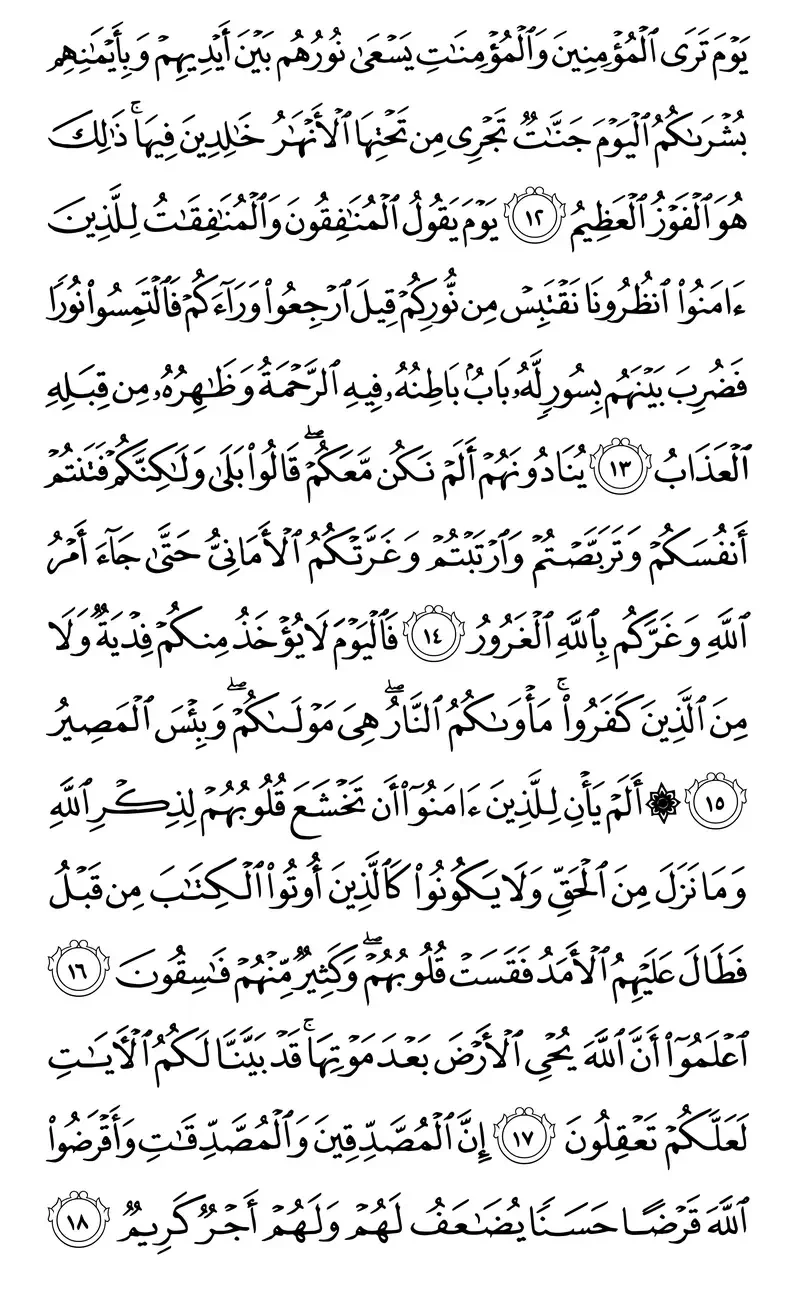 يَوْمَ تَرَى ٱلْمُؤْمِنِينَ وَٱلْمُؤْمِنَٰتِ يَسْعَىٰ نُورُهُم بَيْنَ أَيْدِيهِمْ وَبِأَيْمَٰنِهِم
بُشْرَىٰكُمُ ٱلْيَوْمَ جَنَّٰتٌ تَجْرِى مِن تَحْتِهَا ٱلْأَنْهَٰرُ خَٰلِدِينَ فِيهَا ۚ ذَٰلِكَ
هُوَ ٱلْفَوْزُ ٱلْعَظِيمُ ١٢ يَوْمَ يَقُولُ ٱلْمُنَٰفِقُونَ وَٱلْمُنَٰفِقَٰتُ لِلَّذِينَ
ءَامَنُوا۟ ٱنظُرُونَا نَقْتَبِسْ مِن نُّورِكُمْ قِيلَ ٱرْجِعُوا۟ وَرَآءَكُمْ فَٱلْتَمِسُوا۟ نُورًا
فَضُرِبَ بَيْنَهُم بِسُورٍ لَّهُۥ بَابٌۢ بَاطِنُهُۥ فِيهِ ٱلرَّحْمَةُ وَظَٰهِرُهُۥ مِن قِبَلِهِ
ٱلْعَذَابُ ١٣ يُنَادُونَهُمْ أَلَمْ نَكُن مَّعَكُمْ ۖ قَالُوا۟ بَلَىٰ وَلَٰكِنَّكُمْ فَتَنتُمْ
أَنفُسَكُمْ وَتَرَبَّصْتُمْ وَٱرْتَبْتُمْ وَغَرَّتْكُمُ ٱلْأَمَانِىُّ حَتَّىٰ جَآءَ أَمْرُ
ٱللَّهِ وَغَرَّكُم بِٱللَّهِ ٱلْغَرُورُ ١٤ فَٱلْيَوْمَ لَا يُؤْخَذُ مِنكُمْ فِدْيَةٌ وَلَا
مِنَ ٱلَّذِينَ كَفَرُوا۟ ۚ مَأْوَىٰكُمُ ٱلنَّارُ ۖ هِىَ مَوْلَىٰكُمْ ۖ وَبِئْسَ ٱلْمَصِيرُ
١٥ ۞ أَلَمْ يَأْنِ لِلَّذِينَ ءَامَنُوٓا۟ أَن تَخْشَعَ قُلُوبُهُمْ لِذِكْرِ ٱللَّهِ
وَمَا نَزَلَ مِنَ ٱلْحَقِّ وَلَا يَكُونُوا۟ كَٱلَّذِينَ أُوتُوا۟ ٱلْكِتَٰبَ مِن قَبْلُ
فَطَالَ عَلَيْهِمُ ٱلْأَمَدُ فَقَسَتْ قُلُوبُهُمْ ۖ وَكَثِيرٌ مِّنْهُمْ فَٰسِقُونَ ١٦
ٱعْلَمُوٓا۟ أَنَّ ٱللَّهَ يُحْىِ ٱلْأَرْضَ بَعْدَ مَوْتِهَا ۚ قَدْ بَيَّنَّا لَكُمُ ٱلْءَايَٰتِ
لَعَلَّكُمْ تَعْقِلُونَ ١٧ إِنَّ ٱلْمُصَّدِّقِينَ وَٱلْمُصَّدِّقَٰتِ وَأَقْرَضُوا۟
ٱللَّهَ قَرْضًا حَسَنًا يُضَٰعَفُ لَهُمْ وَلَهُمْ أَجْرٌ كَرِيمٌ ١٨